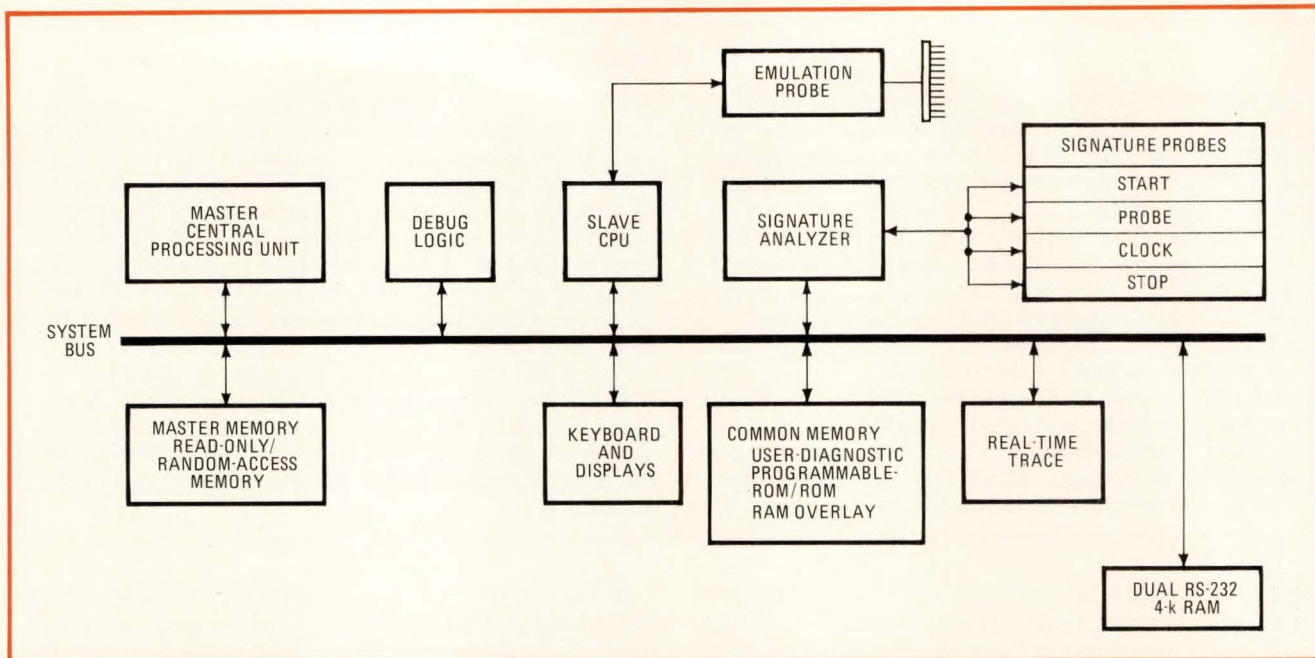 EMULATION
PROBE
SIGNATURE PROBES
START
PROBE
CLOCK
STOP
MASTER
CENTRAL
PROCESSING UNIT
DEBUG
LOGIC
SLAVE
CPU
SIGNATURE
ANALYZER
SYSTEM
BUS
MASTER MEMORY
READ-ONLY/
RANDOM-ACCESS
MEMORY
KEYBOARD
AND
DISPLAYS
COMMON MEMORY
USER-DIAGNOSTIC
PROGRAMMABLE-
ROM/ROM
RAM OVERLAY
REAL-TIME
TRACE
DUAL RS-232
4-k RAM